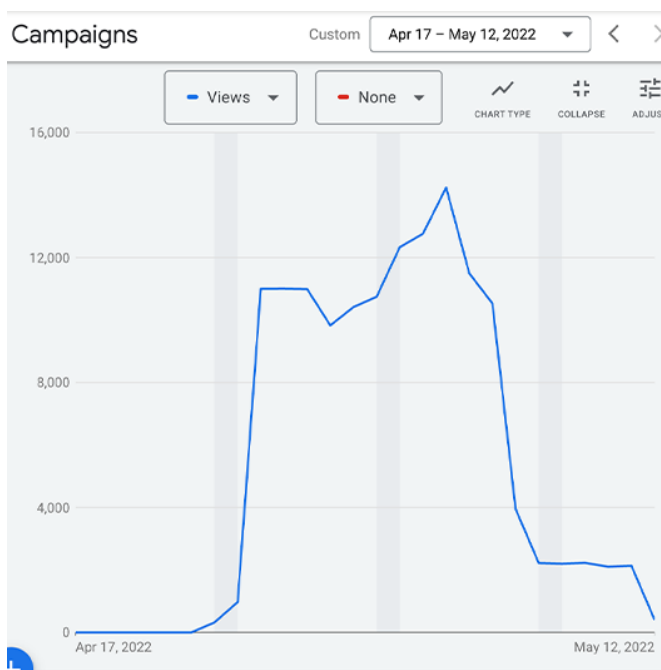 Campaigns
Custom Apr 17 – May 12, 2022
Views None
CHART TYPE COLLAPSE ADJUS
16,000
12,000
8,000
4,000
0
Apr 17, 2022 May 12, 2022